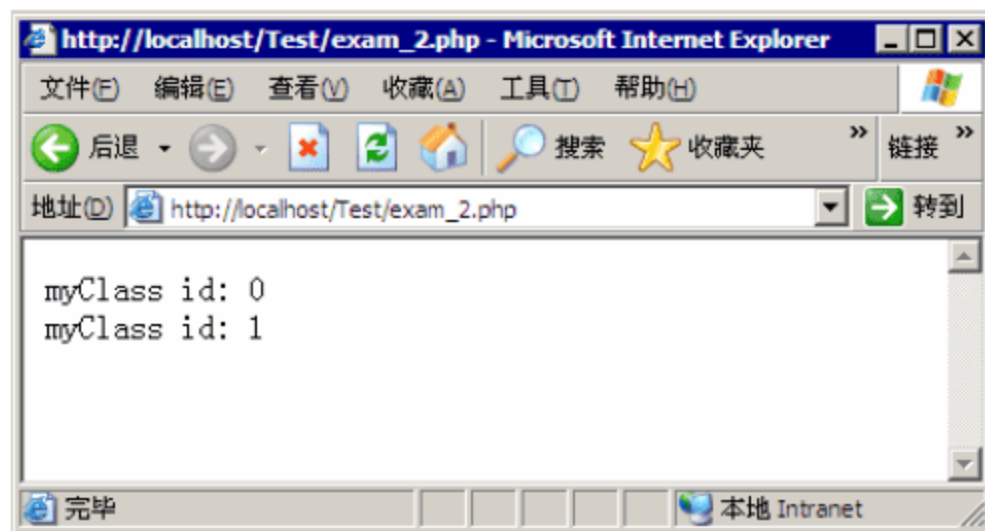 http://localhost/Test/exam_2.php - Microsoft Internet Explorer
文件(F) 编辑(E) 查看(V) 收藏(A) 工具(T) 帮助(H)
后退 搜索 收藏夹 » 链接 »
地址(D) http://localhost/Test/exam_2.php 转到
myClass id: 0
myClass id: 1
完毕 本地 Intranet